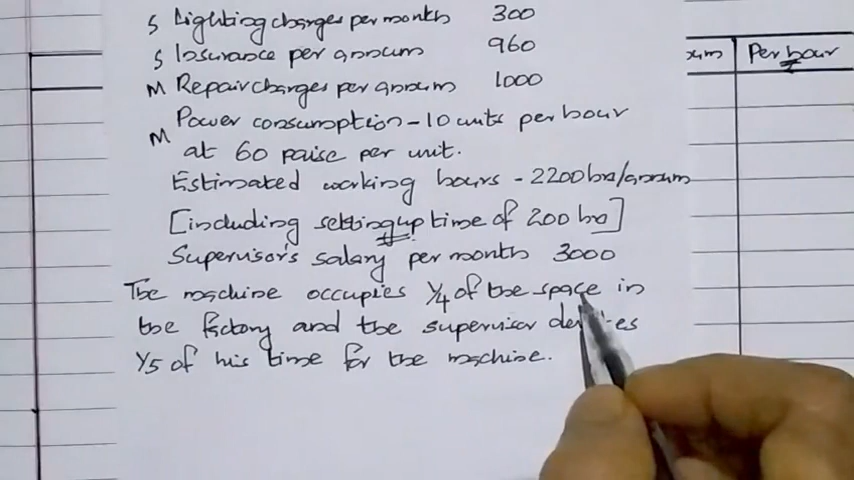 S Lighting charges per month 300
S Insurance per annum 960
M Repair charges per annum 1000
M Power consumption - 10 units per hour
at 60 paise per unit.
Estimated working hours - 2200 hrs/annum
[including setting up time of 200 hrs]
Supervisor's salary per month 3000
The machine occupies 1/4 of the space in
the factory and the supervisor devotes
1/5 of his time for the machine.
Per hour